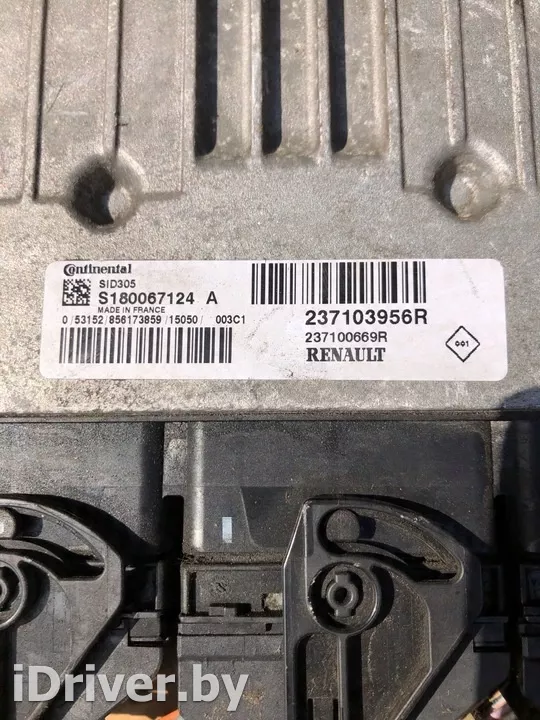 Continental
SID305
S180067124 A
MADE IN FRANCE
0/53152/856173859/15050/ 003C1
237103956R
237100669R
RENAULT
001
iDriver.by